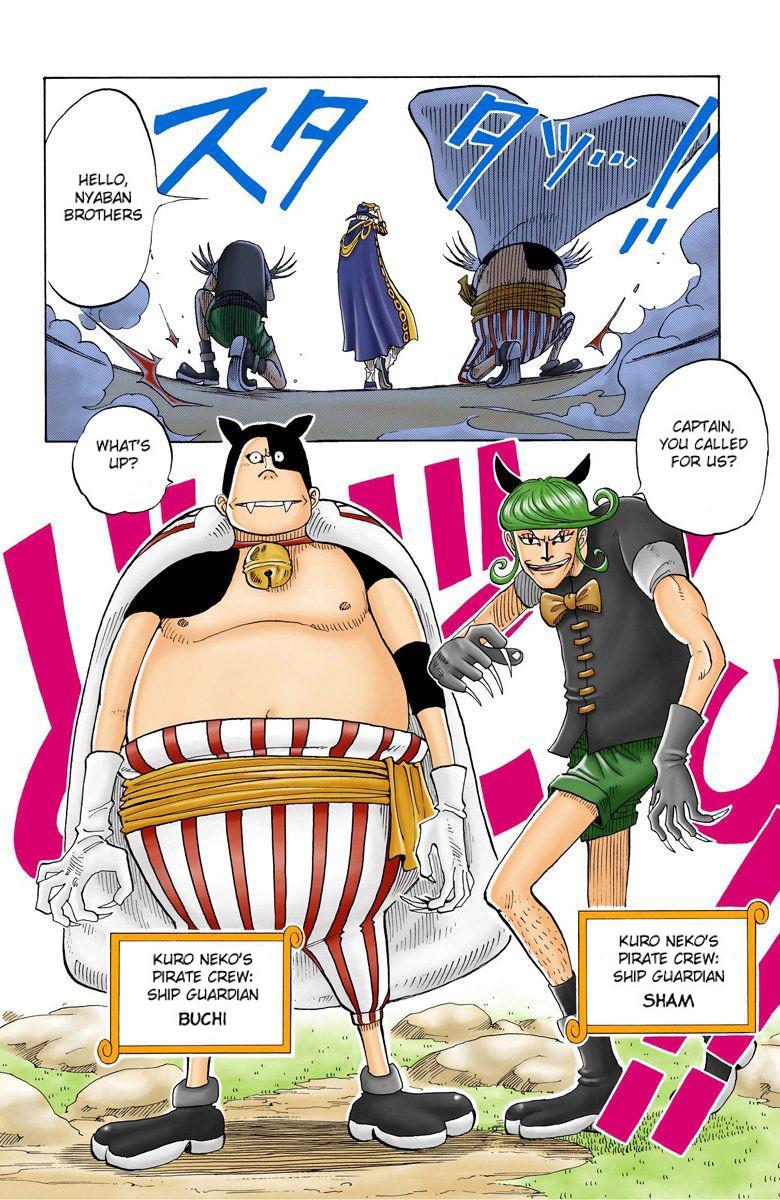 HELLO,
NYABAN
BROTHERS
スタ
タッ…!!
WHAT'S
UP?
CAPTAIN,
YOU CALLED
FOR US?
KURO NEKO'S
PIRATE CREW:
SHIP GUARDIAN
BUCHI
KURO NEKO'S
PIRATE CREW:
SHIP GUARDIAN
SHAM